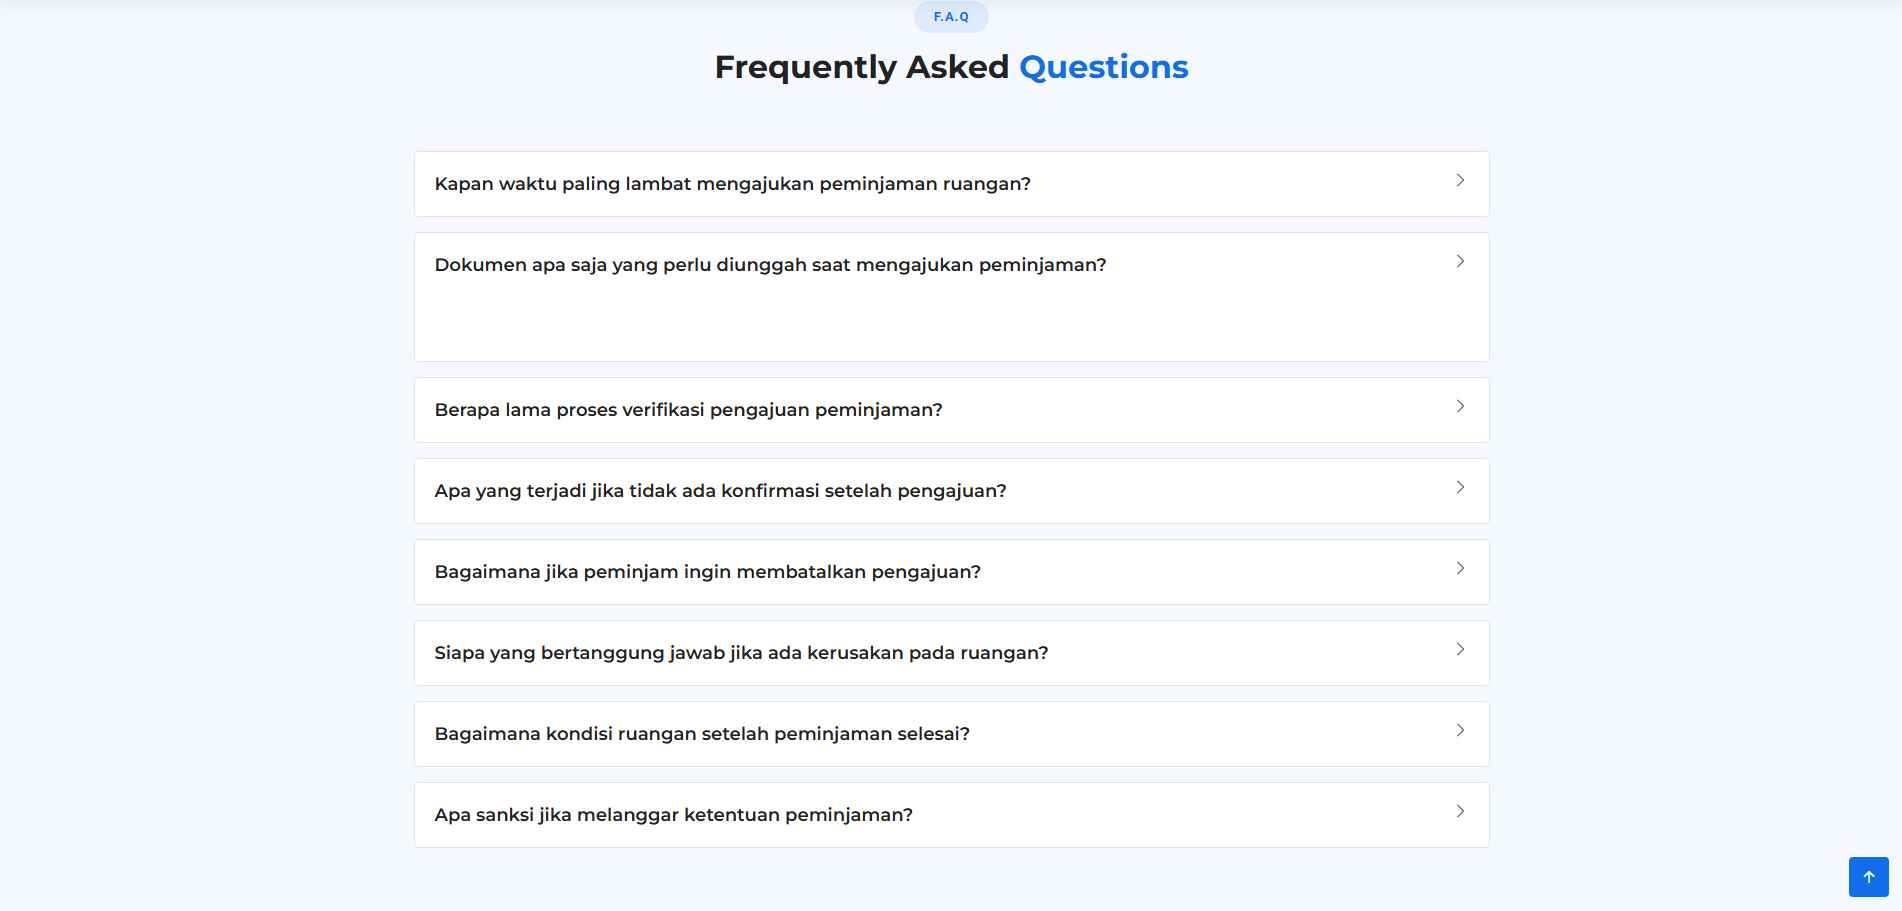 F.A.Q
Frequently Asked Questions
Kapan waktu paling lambat mengajukan peminjaman ruangan?
Dokumen apa saja yang perlu diunggah saat mengajukan peminjaman?
Berapa lama proses verifikasi pengajuan peminjaman?
Apa yang terjadi jika tidak ada konfirmasi setelah pengajuan?
Bagaimana jika peminjam ingin membatalkan pengajuan?
Siapa yang bertanggung jawab jika ada kerusakan pada ruangan?
Bagaimana kondisi ruangan setelah peminjaman selesai?
Apa sanksi jika melanggar ketentuan peminjaman?